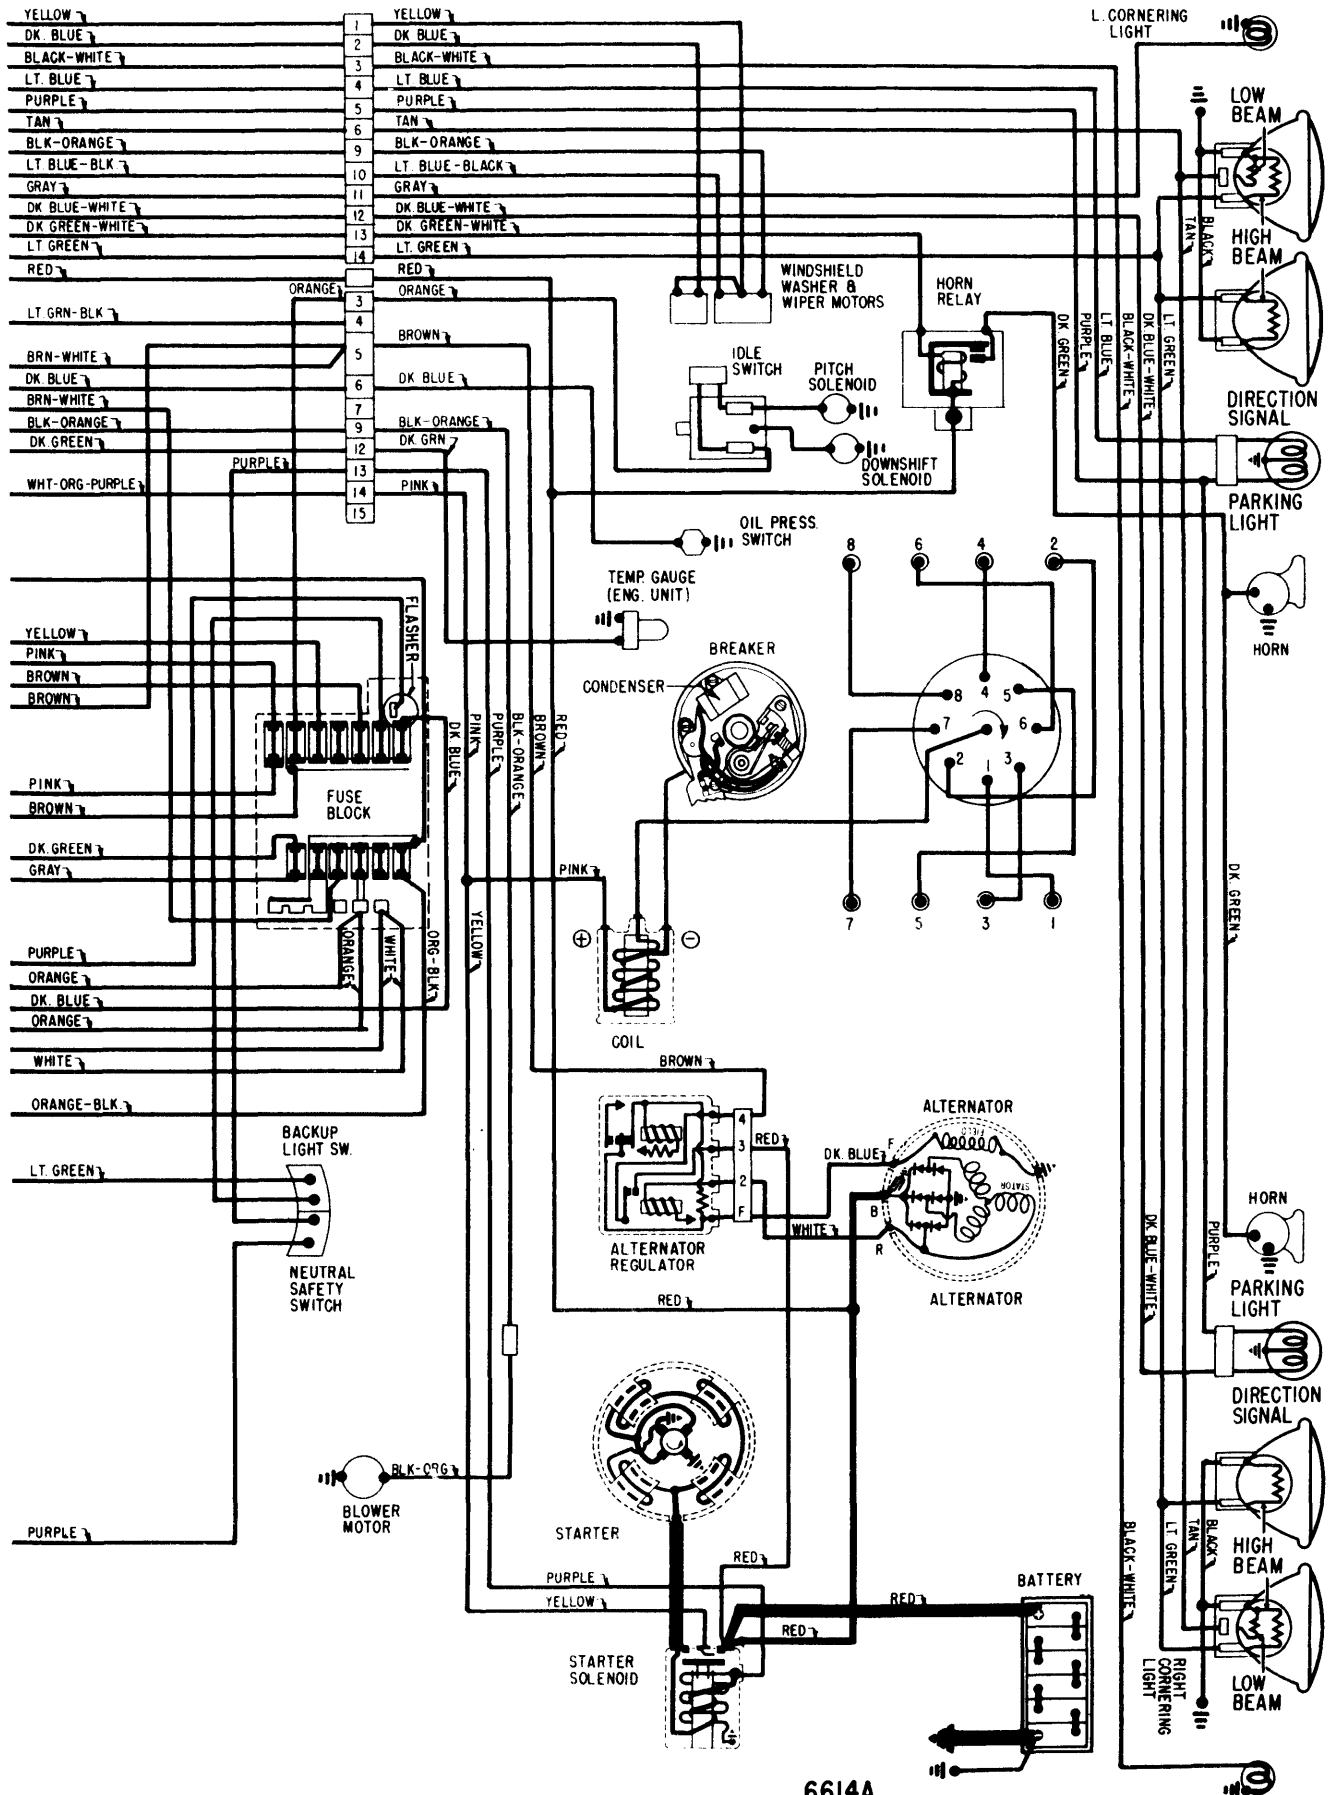 YELLOW
DK. BLUE
BLACK-WHITE
LT. BLUE
PURPLE
TAN
BLK-ORANGE
LT BLUE-BLK
GRAY
DK BLUE-WHITE
DK GREEN-WHITE
LT GREEN
RED
ORANGE
LT. GRN-BLK
BRN-WHITE
DK. BLUE
BRN-WHITE
BLK-ORANGE
DK. GREEN
PURPLE
WHT-ORG-PURPLE
1
2
3
4
5
6
9
10
11
12
13
14
3
4
5
6
7
9
12
13
14
15
YELLOW
DK BLUE
BLACK-WHITE
LT BLUE
PURPLE
TAN
BLK-ORANGE
LT. BLUE-BLACK
GRAY
DK. BLUE-WHITE
DK GREEN-WHITE
LT. GREEN
RED
ORANGE
BROWN
DK BLUE
BLK-ORANGE
DK. GRN
PINK
L. CORNERING
LIGHT
LOW
BEAM
BLACK
TAN
HIGH
BEAM
WINDSHIELD
WASHER &
WIPER MOTORS
HORN
RELAY
IDLE
SWITCH
PITCH
SOLENOID
DOWNSHIFT
SOLENOID
DK GREEN
PURPLE
LT. BLUE
BLACK-WHITE
DK BLUE-WHITE
LT. GREEN
DIRECTION
SIGNAL
PARKING
LIGHT
OIL PRESS.
SWITCH
TEMP. GAUGE
(ENG. UNIT)
8
6
4
2
HORN
BREAKER
CONDENSER
8
4
5
7
6
2
1
3
7
5
3
1
FLASHER
YELLOW
PINK
BROWN
BROWN
PINK
BROWN
FUSE
BLOCK
DK. GREEN
GRAY
DK BLUE
PINK
PURPLE
BLK-ORANGE
BROWN
RED
PINK
YELLOW
DK. GREEN
+
−
COIL
ORANGE
WHITE
ORG-BLK
PURPLE
ORANGE
DK. BLUE
ORANGE
WHITE
ORANGE-BLK.
BROWN
BACKUP
LIGHT SW.
LT. GREEN
NEUTRAL
SAFETY
SWITCH
4
3
2
F
RED
ALTERNATOR
REGULATOR
DK. BLUE
WHITE
ALTERNATOR
F
B
R
FIELD
STATOR
ALTERNATOR
RED
HORN
DK BLUE-WHITE
PURPLE
PARKING
LIGHT
DIRECTION
SIGNAL
BLK-ORG
BLOWER
MOTOR
STARTER
PURPLE
RED
PURPLE
YELLOW
RED
RED
STARTER
SOLENOID
BATTERY
+
−
BLACK-WHITE
LT GREEN
TAN
BLACK
HIGH
BEAM
LOW
BEAM
RIGHT
CORNERING
LIGHT
6614A